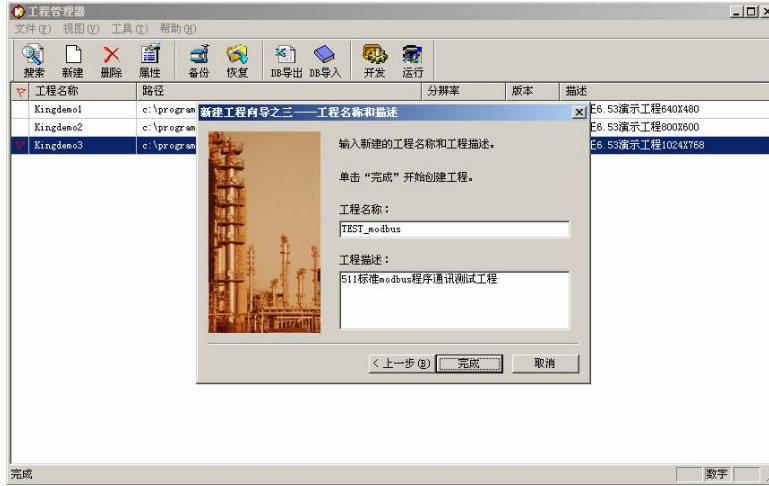 工程管理器
文件(F) 视图(V) 工具(T) 帮助(H)
搜索 新建 删除 属性 备份 恢复 DB导出 DB导入 开发 运行
工程名称 路径 分辨率 版本 描述
Kingdemo1 c:\program E6.53演示工程640X480
Kingdemo2 c:\program E6.53演示工程800X600
Kingdemo3 c:\program E6.53演示工程1024X768
新建工程向导之三——工程名称和描述
输入新建的工程名称和工程描述。
单击“完成”开始创建工程。
工程名称:
TEST_modbus
工程描述:
511标准modbus程序通讯测试工程
<上一步(B) 完成 取消
完成 数字